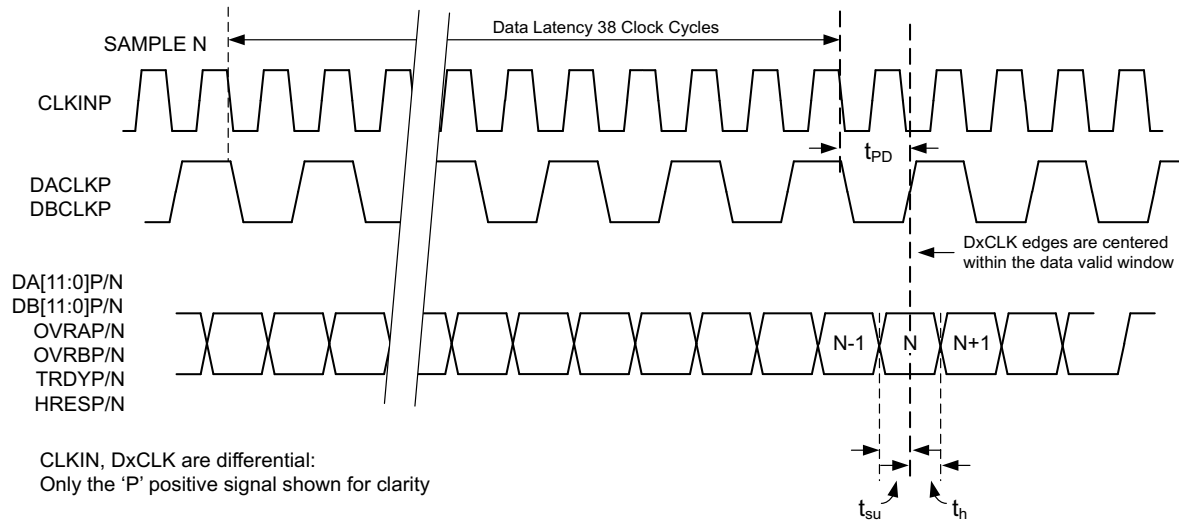 Data Latency 38 Clock Cycles
SAMPLE N
CLKINP
tPD
DACLKP
DBCLKP
DxCLK edges are centered
within the data valid window
DA[11:0]P/N
DB[11:0]P/N
OVRAP/N
OVRBP/N
TRDYP/N
HRESP/N
N-1
N
N+1
CLKIN, DxCLK are differential:
Only the ‘P’ positive signal shown for clarity
tsu
th